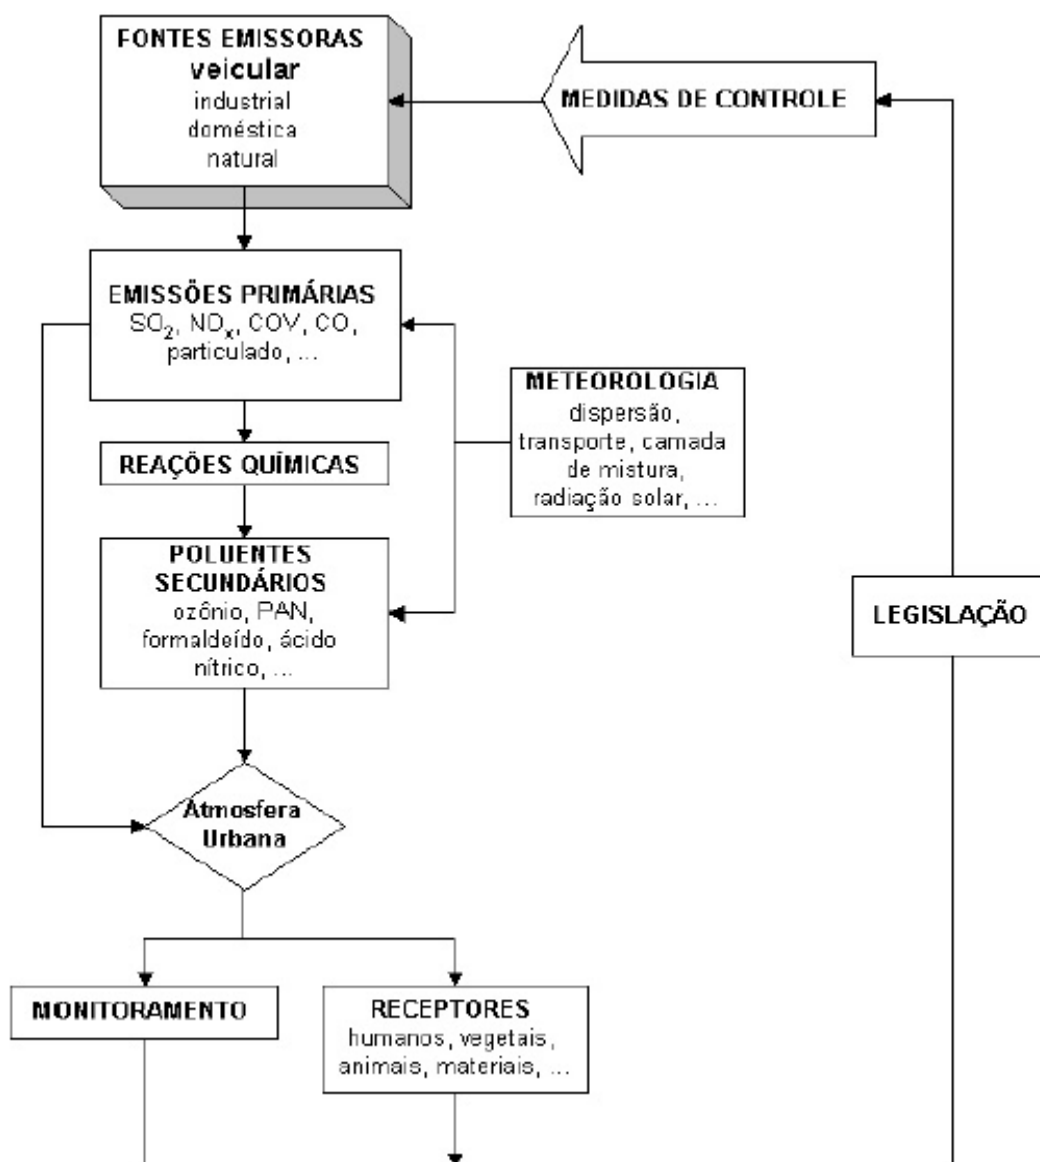 FONTES EMISSORAS
veicular
industrial
doméstica
natural
MEDIDAS DE CONTROLE
EMISSÕES PRIMÁRIAS
SO₂, NOₓ, COV, CO,
particulado, ...
METEOROLOGIA
dispersão,
transporte, camada
de mistura,
radiação solar, ...
REAÇÕES QUÍMICAS
POLUENTES
SECUNDÁRIOS
ozônio, PAN,
formaldeído, ácido
nítrico, ...
LEGISLAÇÃO
Atmosfera
Urbana
MONITORAMENTO
RECEPTORES
humanos, vegetais,
animais, materiais, ...